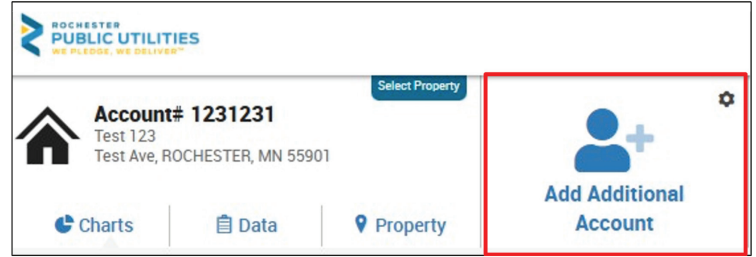 ROCHESTER
PUBLIC UTILITIES
WE PLEDGE, WE DELIVER™
Select Property
Account# 1231231
Test 123
Test Ave, ROCHESTER, MN 55901
Charts
Data
Property
Add Additional
Account